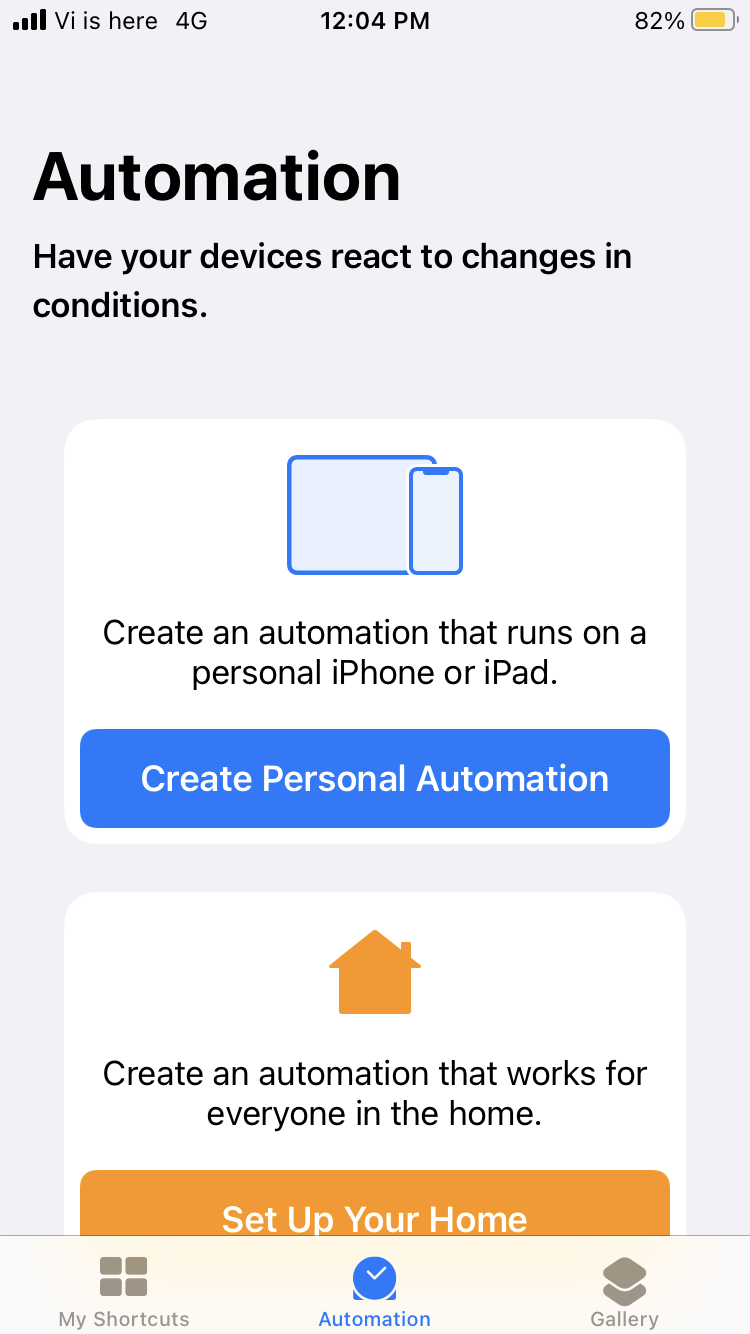 Vi is here 4G 12:04 PM 82%
Automation
Have your devices react to changes in
conditions.
Create an automation that runs on a
personal iPhone or iPad.
Create Personal Automation
Create an automation that works for
everyone in the home.
Set Up Your Home
My Shortcuts Automation Gallery